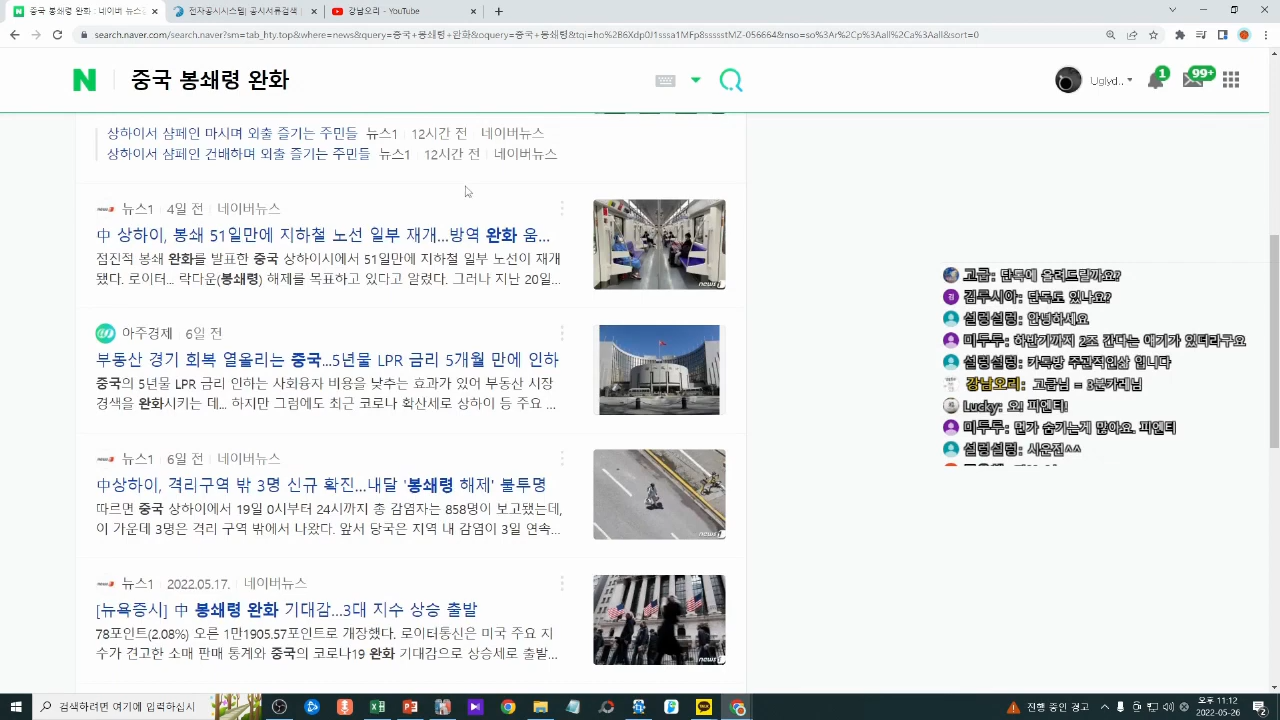 중국 봉쇄령 완화 : 네이버 뉴스
전자공시시스템| 공시서류검색 |
강남오리 - YouTube
search.naver.com/search.naver?sm=tab_hty.top&where=news&query=중국+봉쇄령+완화&oquery=중국+봉쇄령&tqi=ho%2B6Xdp0J1sssa1MFp8sssstMZ-056664&nso=so%3Ar%2Cp%3Aall%2Ca%3Aall&sort=0
N 중국 봉쇄령 완화
Uglyd..
1
99+
상하이서 샴페인 마시며 외출 즐기는 주민들 뉴스1 12시간 전 네이버뉴스
상하이서 샴페인 건배하며 외출 즐기는 주민들 뉴스1 12시간 전 네이버뉴스
뉴스1 4일 전 네이버뉴스
中 상하이, 봉쇄 51일만에 지하철 노선 일부 재개...방역 완화 움...
점진적 봉쇄 완화를 발표한 중국 상하이시에서 51일만에 지하철 일부 노선이 재개
됐다. 로이터... 락다운(봉쇄령) 해제를 목표하고 있다고 알렸다. 그러나 지난 20일...
news1
아주경제 6일 전
부동산 경기 회복 열올리는 중국...5년물 LPR 금리 5개월 만에 인하
중국의 5년물 LPR 금리 인하는 사회융자 비용을 낮추는 효과가 있어 부동산 시장
경색을 완화시키는 데... 하지만 그럼에도 최근 코로나 확산세로 상하이 등 주요 ...
뉴스1 6일 전 네이버뉴스
中상하이, 격리구역 밖 3명 신규 확진...내달 '봉쇄령 해제' 불투명
따르면 중국 상하이에서 19일 0시부터 24시까지 총 감염자는 858명이 보고됐는데,
이 가운데 3명은 격리 구역 밖에서 나왔다. 앞서 당국은 지역 내 감염이 3일 연속...
news1
뉴스1 2022.05.17. 네이버뉴스
[뉴욕증시] 中 봉쇄령 완화 기대감...3대 지수 상승 출발
78포인트(2.08%) 오른 1만1905.57포인트로 개장했다. 로이터통신은 미국 주요 지
수가 견고한 소매 판매 통계와 중국의 코로나19 완화 기대감으로 상승세로 출발...
news1
고급: 단톡에 올려드릴까요?
김루시아: 단톡도 있나요?
설렁설렁: 안녕하세요
미두두: 하반기까지 2조 간다는 얘기가 있더라구요
설렁설렁: 카톡방 주관적인삶 입니다
강남오리: 고급님 = 3분카레님
Lucky: 요! 피엔티!
미두두: 먼가 숨기는게 많아요. 피엔티
설렁설렁: 시운전^^
검색하려면 여기에 입력하십시
진행 중인 경고
오후 11:12
2022-05-26
2